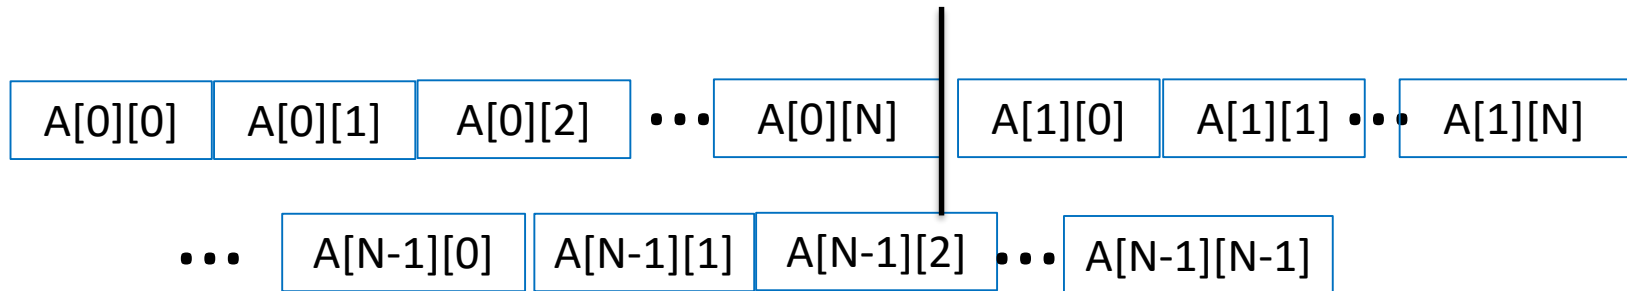 A[0][0] A[0][1] A[0][2] ••• A[0][N] A[1][0] A[1][1] ••• A[1][N]
••• A[N-1][0] A[N-1][1] A[N-1][2] ••• A[N-1][N-1]